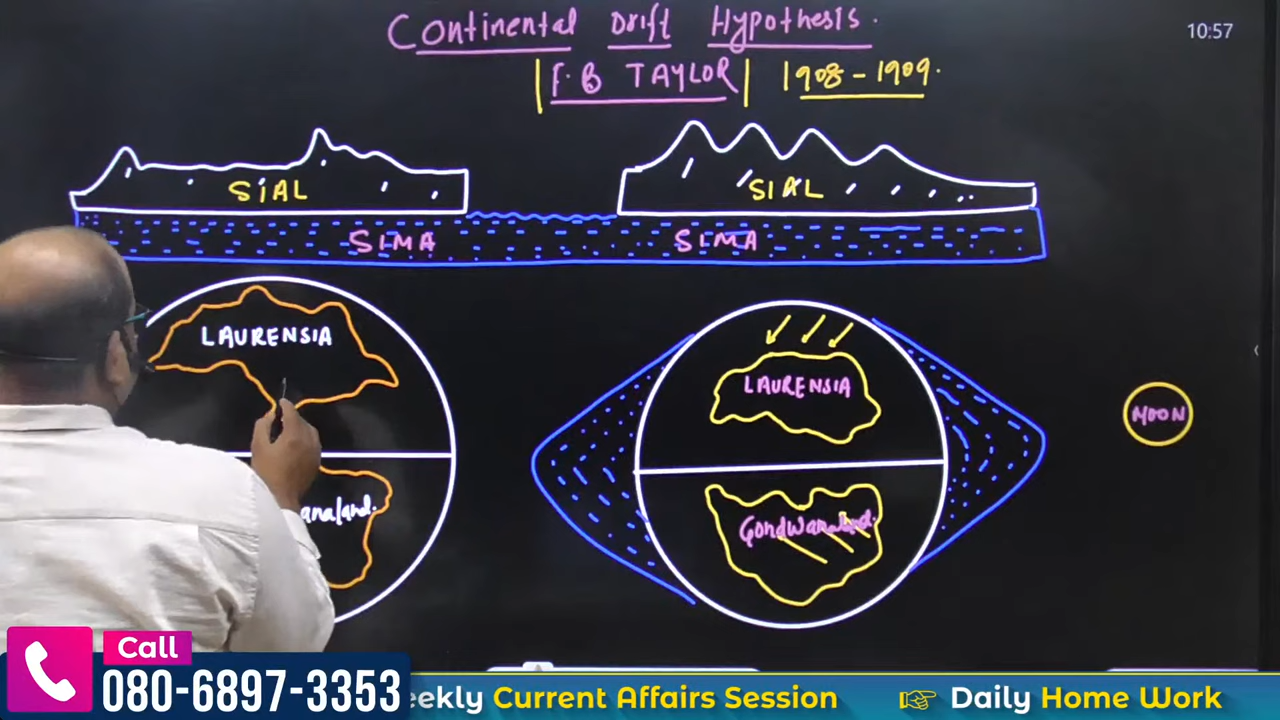 Continental Drift Hypothesis.
10:57
F.B TAYLOR 1908-1909.
SiAL SIAL
SIMA SIMA
LAURENSIA
LAURENSIA
MOON
Gondwanaland.
Call
080-6897-3353
Current Affairs Session
Daily Home Work